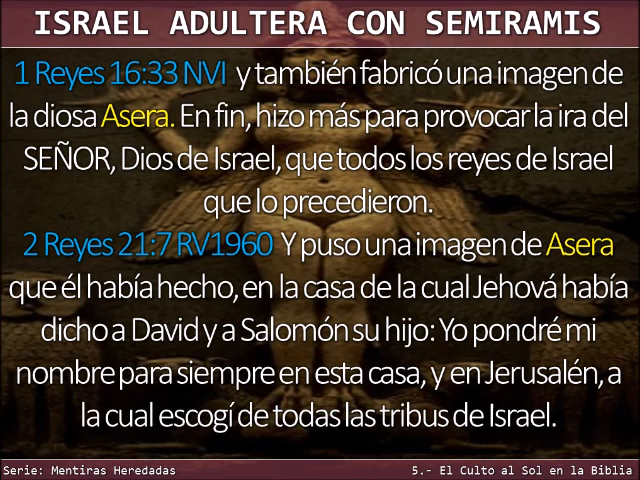 ISRAEL ADULTERA CON SEMIRAMIS
1 Reyes 16:33 NVI y también fabricó una imagen de
la diosa Asera. En fin, hizo más para provocar la ira del
SEÑOR, Dios de Israel, que todos los reyes de Israel
que lo precedieron.
2 Reyes 21:7 RV1960 Y puso una imagen de Asera
que él había hecho, en la casa de la cual Jehová había
dicho a David y a Salomón su hijo: Yo pondré mi
nombre para siempre en esta casa, y en Jerusalén, a
la cual escogí de todas las tribus de Israel.
Serie: Mentiras Heredadas
5.- El Culto al Sol en la Biblia